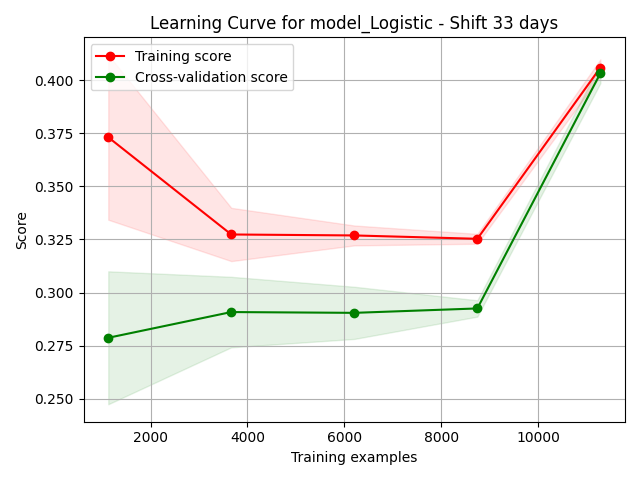 Learning Curve for model_Logistic - Shift 33 days
Training score
Cross-validation score
0.400
0.375
0.350
0.325
0.300
0.275
0.250
Score
2000 4000 6000 8000 10000
Training examples